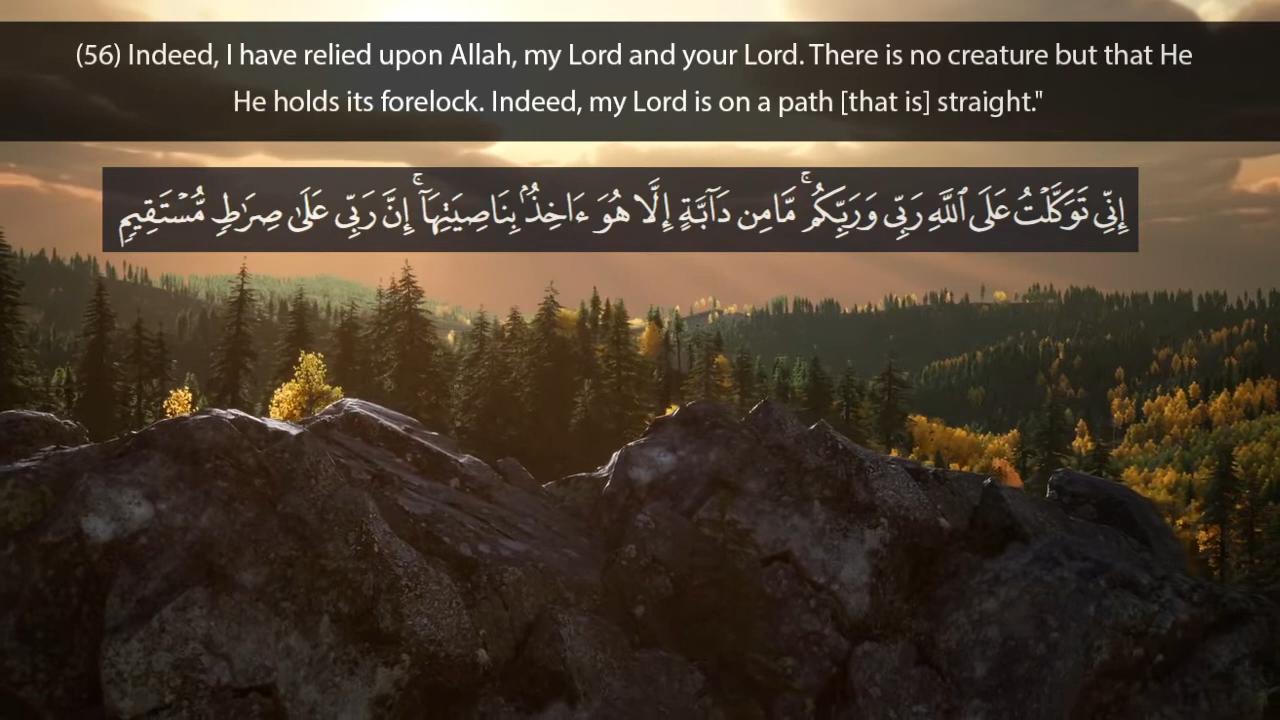 (56) Indeed, I have relied upon Allah, my Lord and your Lord. There is no creature but that He
He holds its forelock. Indeed, my Lord is on a path [that is] straight."
إِنِّى تَوَكَّلْتُ عَلَى ٱللَّهِ رَبِّى وَرَبِّكُم ۚ مَّا مِن دَآبَّةٍ إِلَّا هُوَ ءَاخِذٌۢ بِنَاصِيَتِهَآ ۚ إِنَّ رَبِّى عَلَىٰ صِرَٰطٍ مُّسْتَقِيمٍ